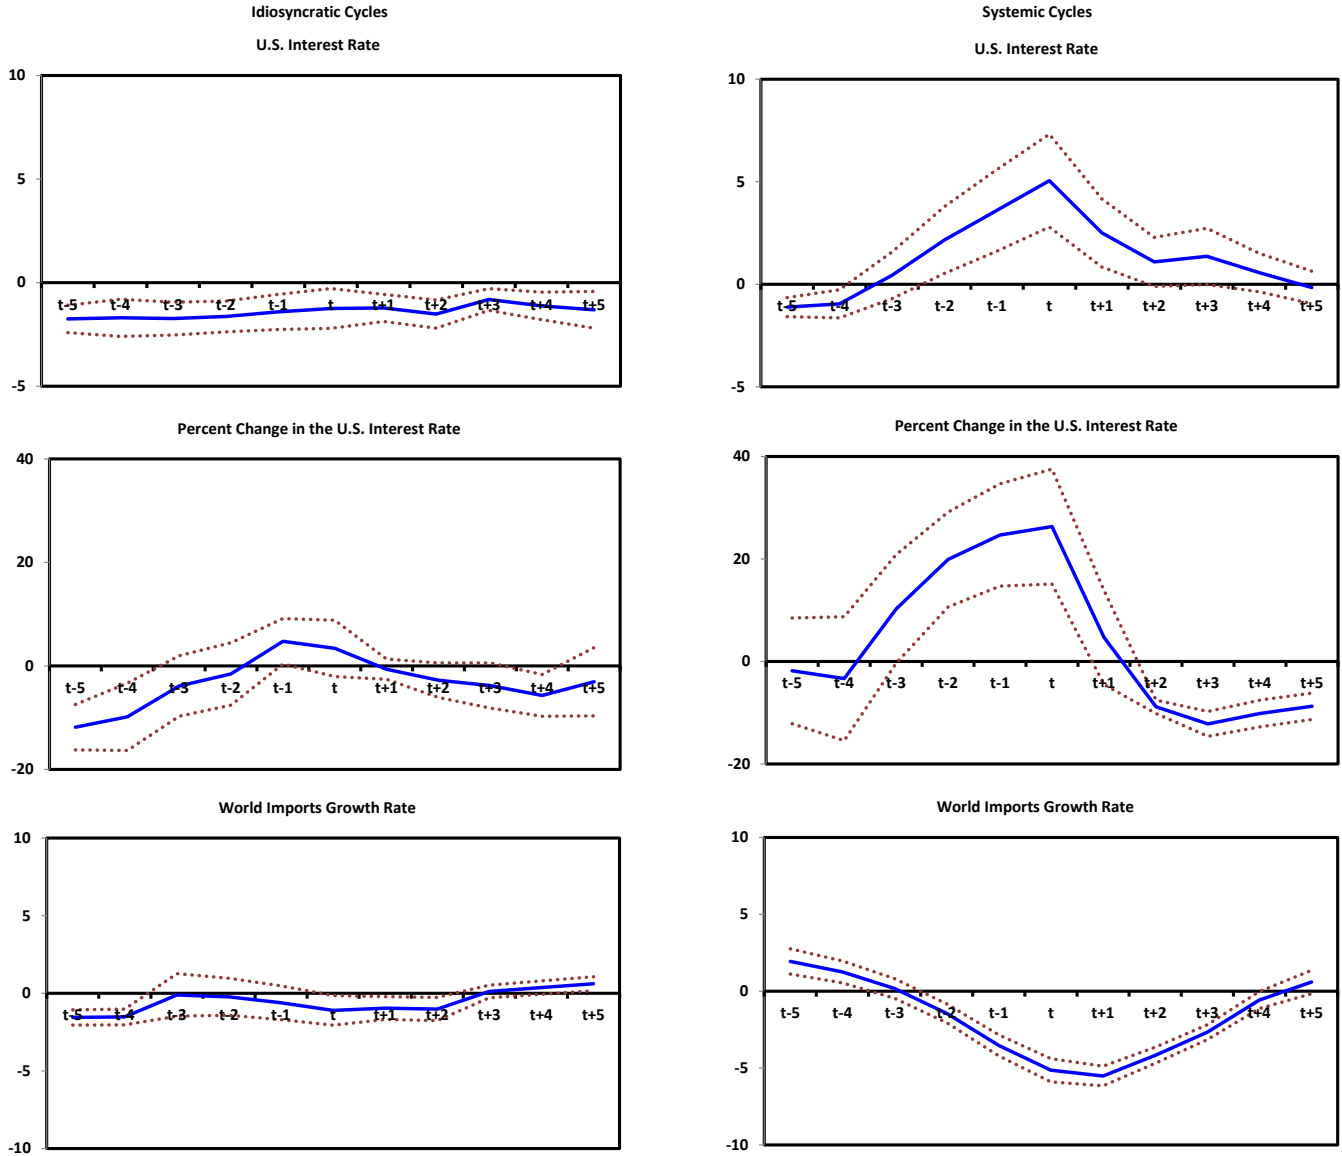 Idiosyncratic Cycles
U.S. Interest Rate
10
5
0
t-5 t-4 t-3 t-2 t-1 t t+1 t+2 t+3 t+4 t+5
-5
Percent Change in the U.S. Interest Rate
40
20
0
t-5 t-4 t-3 t-2 t-1 t t+1 t+2 t+3 t+4 t+5
-20
World Imports Growth Rate
10
5
0
t-5 t-4 t-3 t-2 t-1 t t+1 t+2 t+3 t+4 t+5
-5
-10
Systemic Cycles
U.S. Interest Rate
10
5
0
t-5 t-4 t-3 t-2 t-1 t t+1 t+2 t+3 t+4 t+5
-5
Percent Change in the U.S. Interest Rate
40
20
0
t-5 t-4 t-3 t-2 t-1 t t+1 t+2 t+3 t+4 t+5
-20
World Imports Growth Rate
10
5
0
t-5 t-4 t-3 t-2 t-1 t t+1 t+2 t+3 t+4 t+5
-5
-10